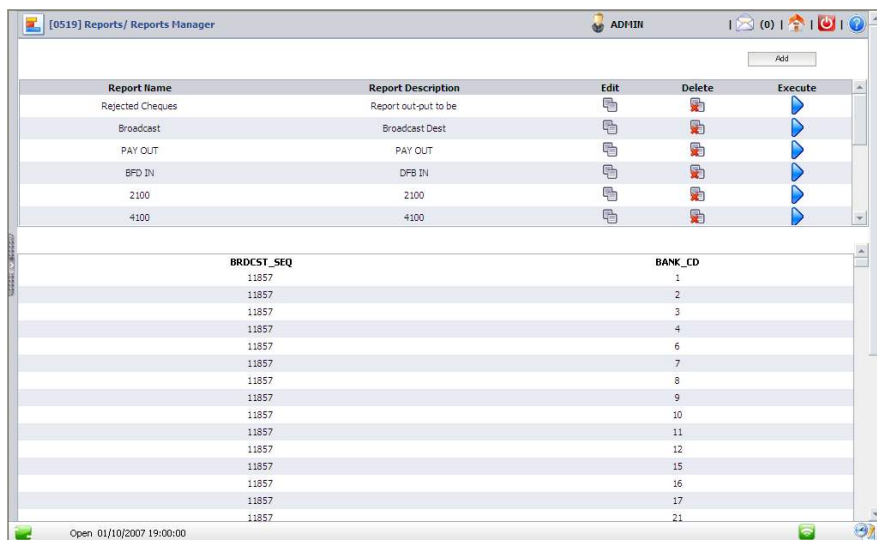 [0519] Reports/ Reports Manager ADMIN | (0) | | |
Add
Report Name Report Description Edit Delete Execute
Rejected Cheques Report out-put to be
Broadcast Broadcast Dest
PAY OUT PAY OUT
BFD IN DFB IN
2100 2100
4100 4100
BRDCST_SEQ BANK_CD
11857 1
11857 2
11857 3
11857 4
11857 6
11857 7
11857 8
11857 9
11857 10
11857 11
11857 12
11857 15
11857 16
11857 17
11857 21
Open 01/10/2007 19:00:00